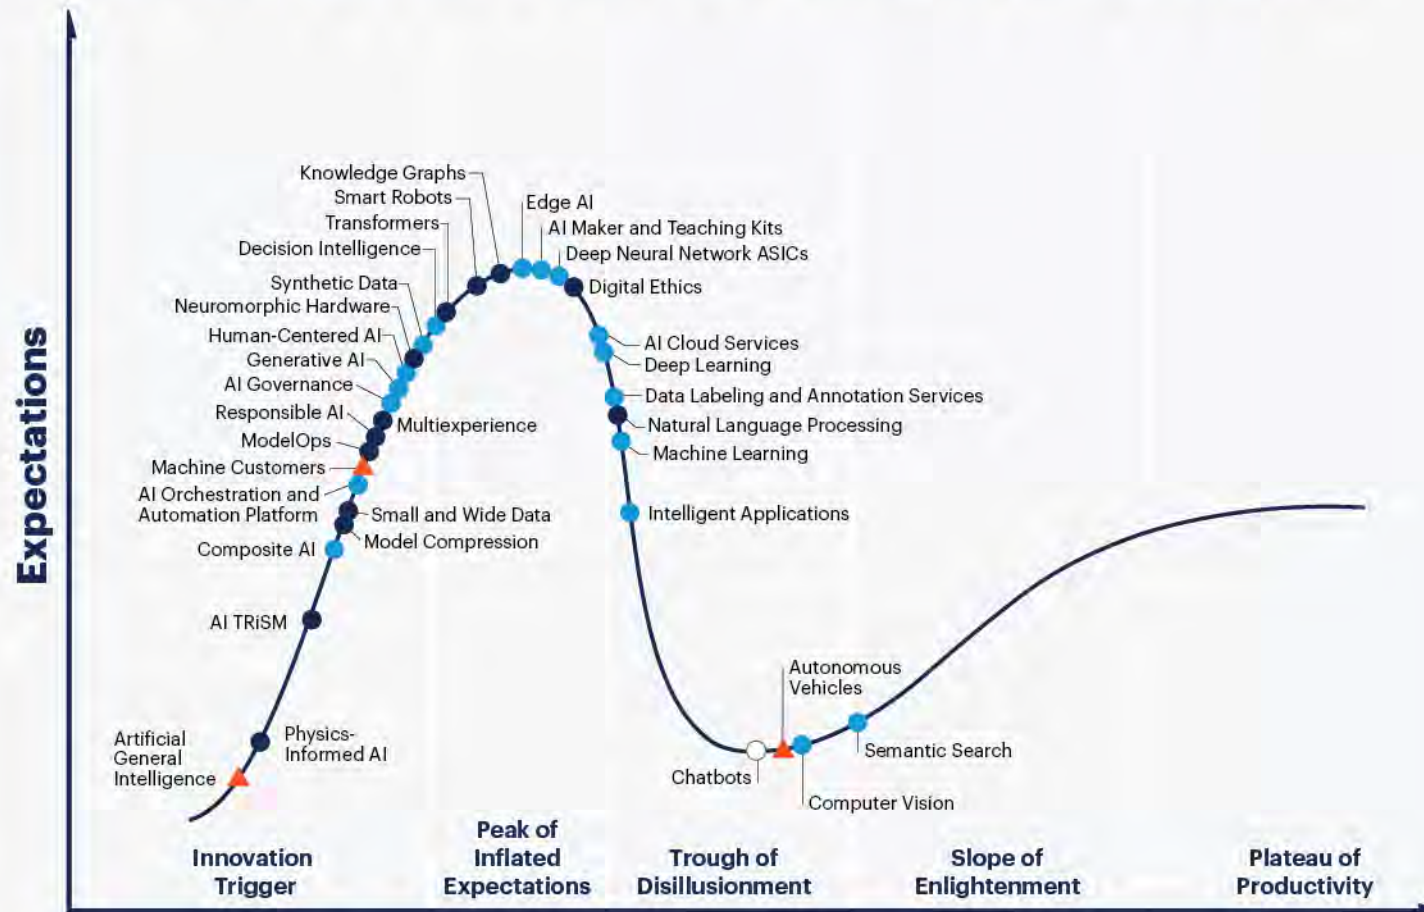 Knowledge Graphs
Smart Robots
Edge AI
Transformers
AI Maker and Teaching Kits
Decision Intelligence
Deep Neural Network ASICs
Synthetic Data
Digital Ethics
Neuromorphic Hardware
Human-Centered AI
AI Cloud Services
Generative AI
Deep Learning
AI Governance
Data Labeling and Annotation Services
Responsible AI
Multiexperience
Natural Language Processing
ModelOps
Machine Learning
Machine Customers
AI Orchestration and
Automation Platform
Small and Wide Data
Intelligent Applications
Model Compression
Composite AI
AI TRiSM
Expectations
Autonomous
Vehicles
Artificial
General
Intelligence
Physics-
Informed AI
Semantic Search
Chatbots
Computer Vision
Innovation
Trigger
Peak of
Inflated
Expectations
Trough of
Disillusionment
Slope of
Enlightenment
Plateau of
Productivity